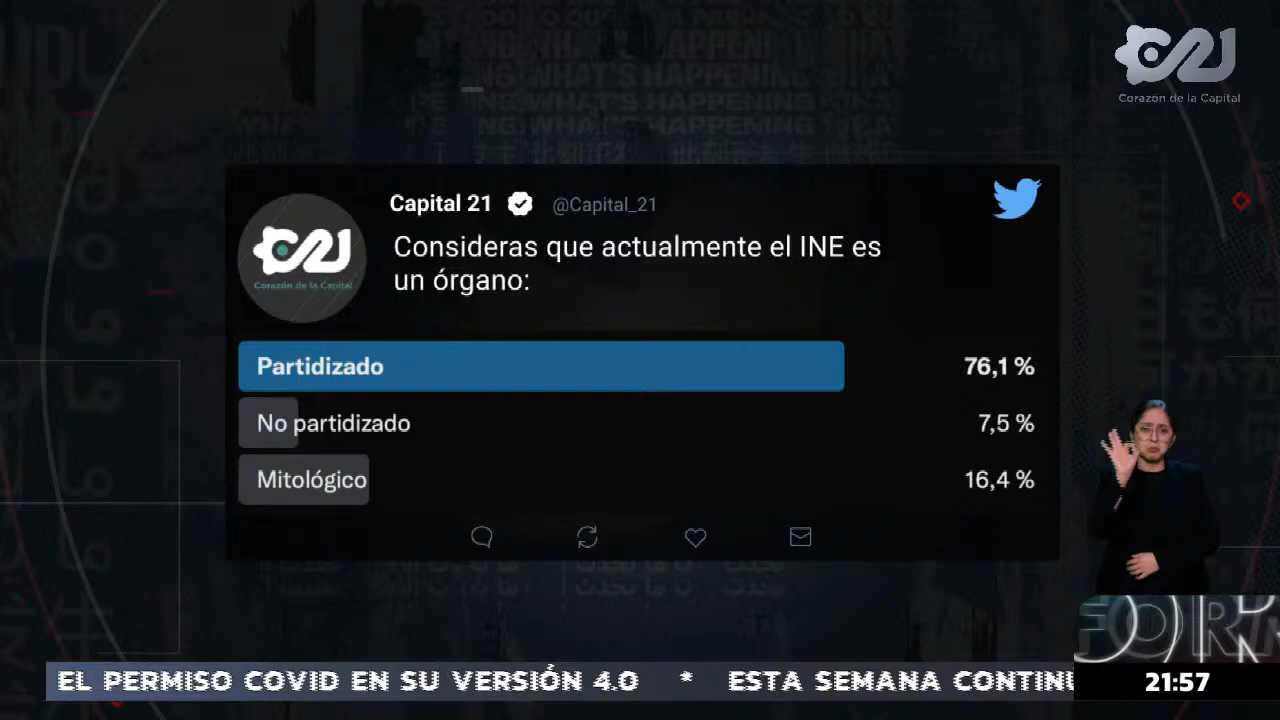 Corazón de la Capital
Capital 21 @Capital_21
Consideras que actualmente el INE es
un órgano:
Corazón de la Capital
Partidizado 76,1 %
No partidizado 7,5 %
Mitológico 16,4 %
EL PERMISO COVID EN SU VERSIÓN 4.0 * ESTA SEMANA CONTINU
21:57